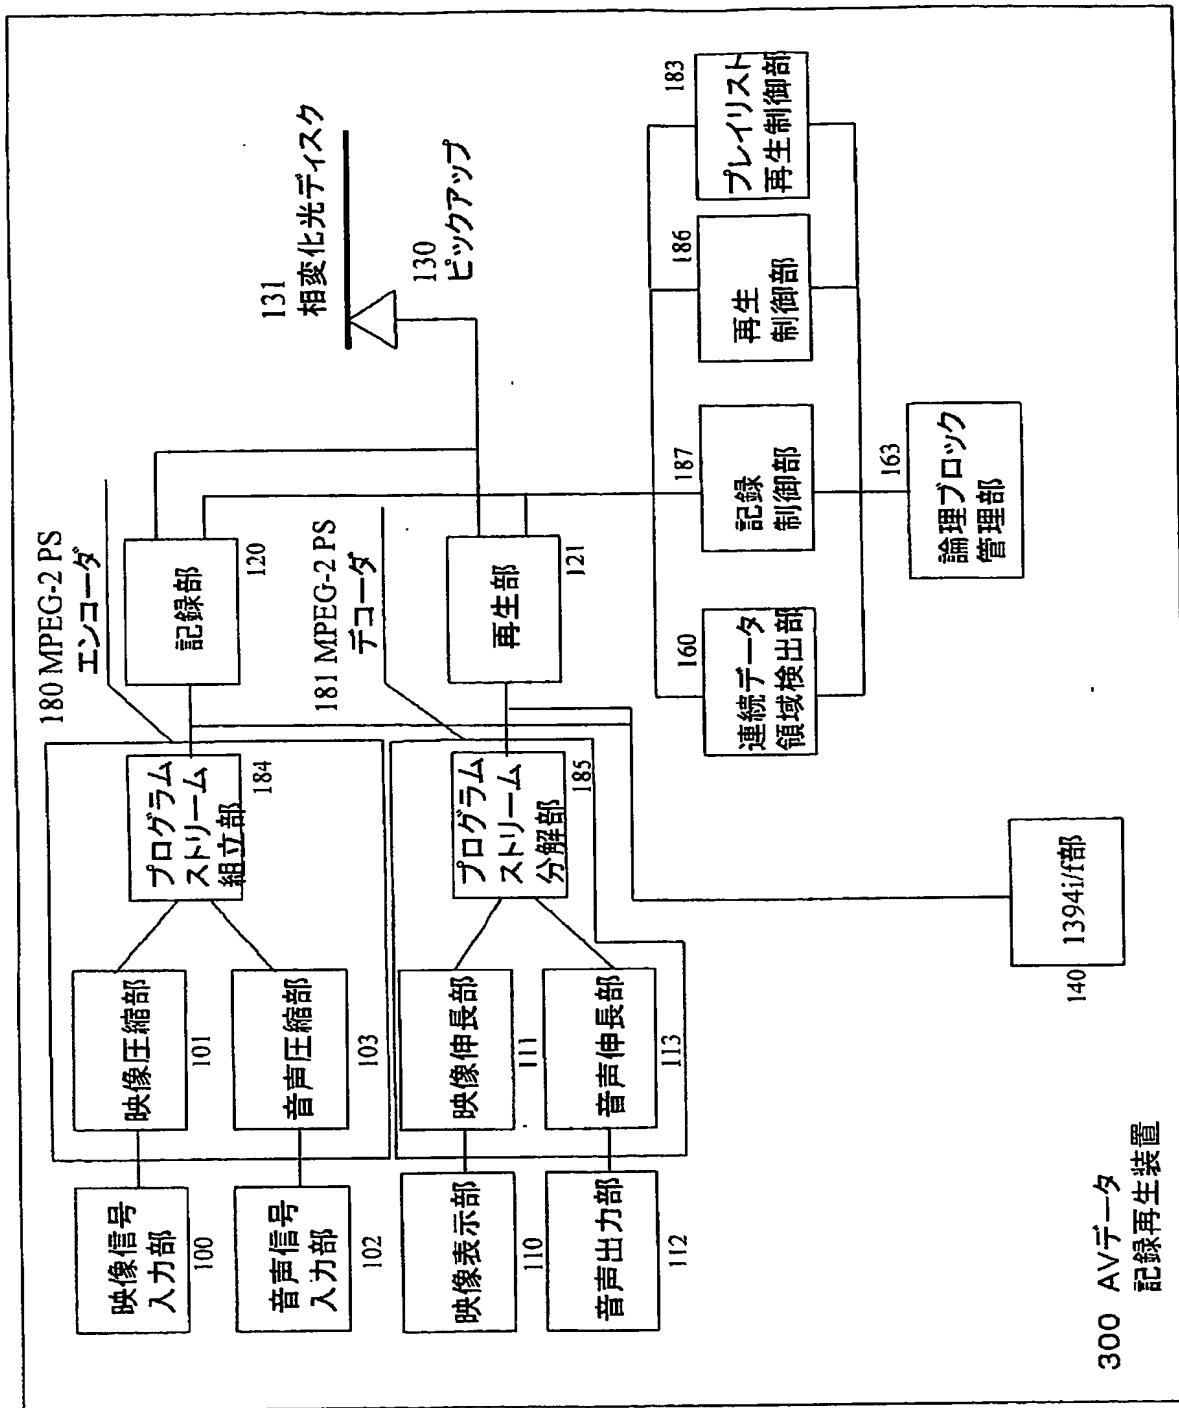 180 MPEG-2 PS
エンコーダ
映像信号
入力部
100
映像圧縮部
101
プログラム
ストリーム
組立部
184
記録部
120
音声信号
入力部
102
音声圧縮部
103
131
相変化光ディスク
130
ピックアップ
181 MPEG-2 PS
デコーダ
映像表示部
110
映像伸長部
111
プログラム
ストリーム
分解部
185
再生部
121
音声出力部
112
音声伸長部
113
160
連続データ
領域検出部
187
記録
制御部
186
再生
制御部
183
プレイリスト
再生制御部
163
論理ブロック
管理部
140
1394i/f部
300 AVデータ
記録再生装置